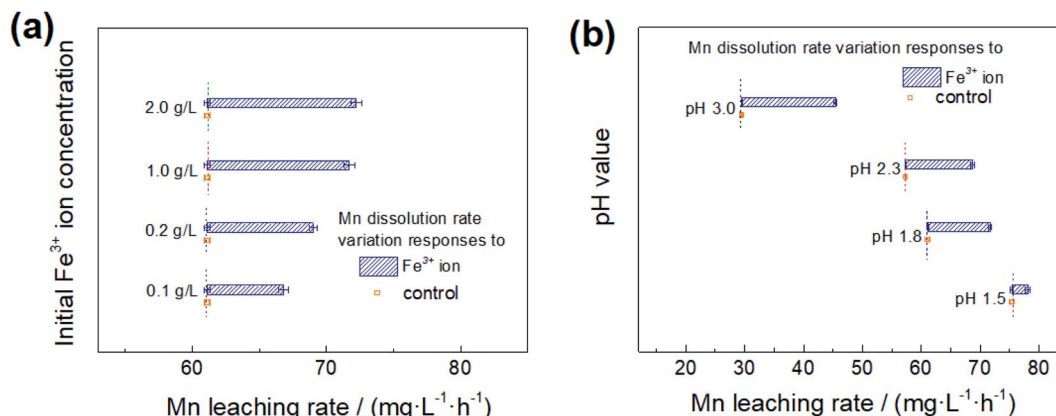 (a)
Initial Fe³⁺ ion concentration
2.0 g/L
1.0 g/L
0.2 g/L
0.1 g/L
Mn dissolution rate
variation responses to
Fe³⁺ ion
control
60 70 80
Mn leaching rate / (mg·L⁻¹·h⁻¹)
(b)
pH value
Mn dissolution rate variation responses to
Fe³⁺ ion
control
pH 3.0
pH 2.3
pH 1.8
pH 1.5
20 30 40 50 60 70 80
Mn leaching rate / (mg·L⁻¹·h⁻¹)